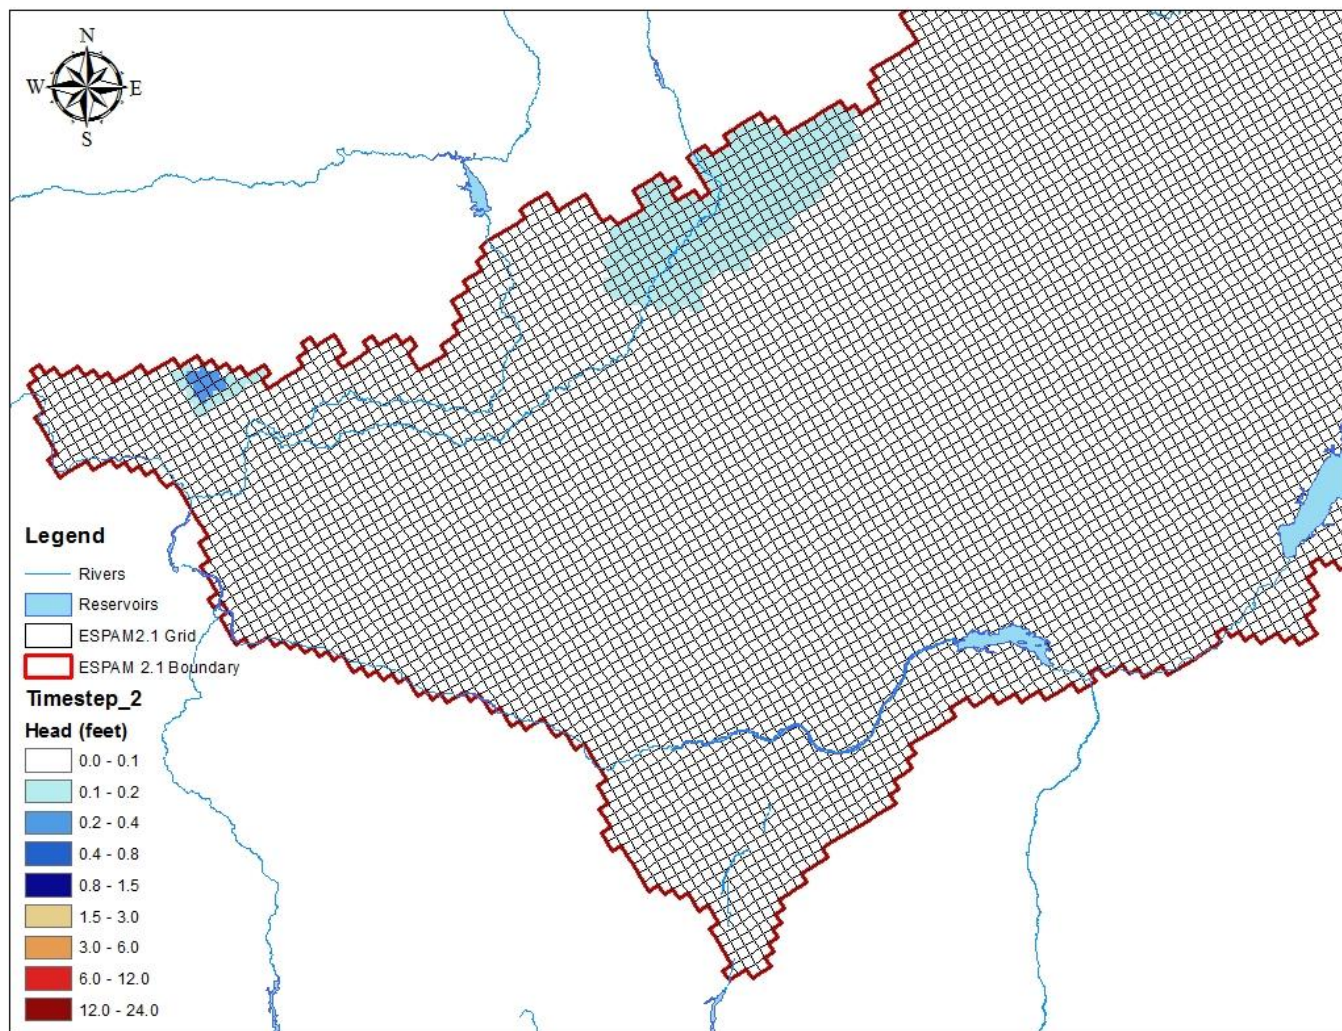 N
W E
S
Legend
Rivers
Reservoirs
ESPAM2.1 Grid
ESPAM 2.1 Boundary
Timestep_2
Head (feet)
0.0 - 0.1
0.1 - 0.2
0.2 - 0.4
0.4 - 0.8
0.8 - 1.5
1.5 - 3.0
3.0 - 6.0
6.0 - 12.0
12.0 - 24.0